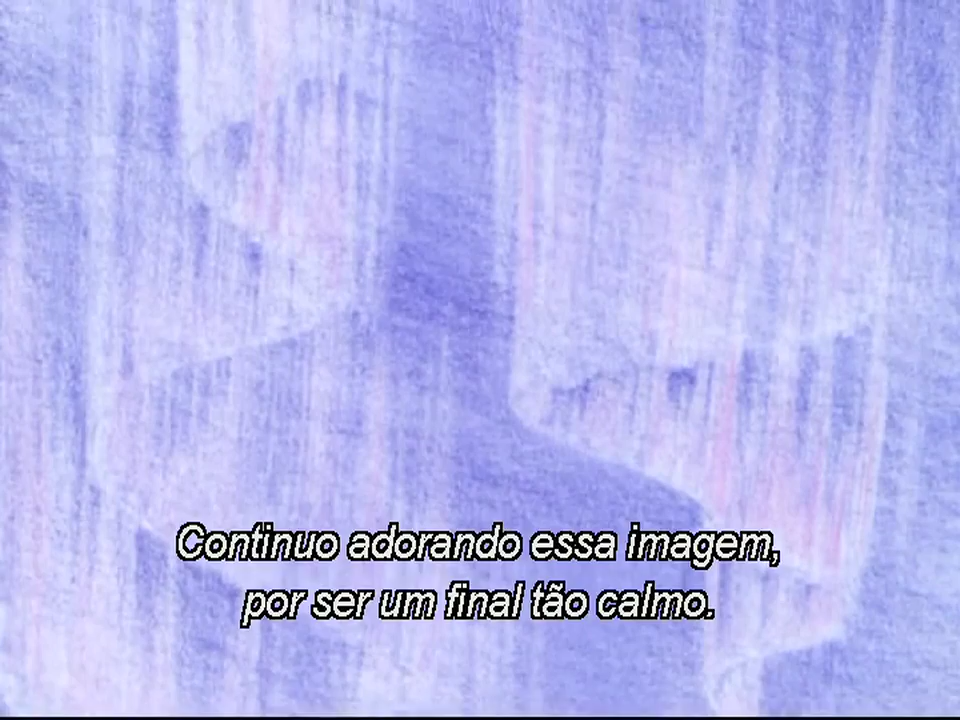 Continuo adorando essa imagem,
por ser um final tão calmo.